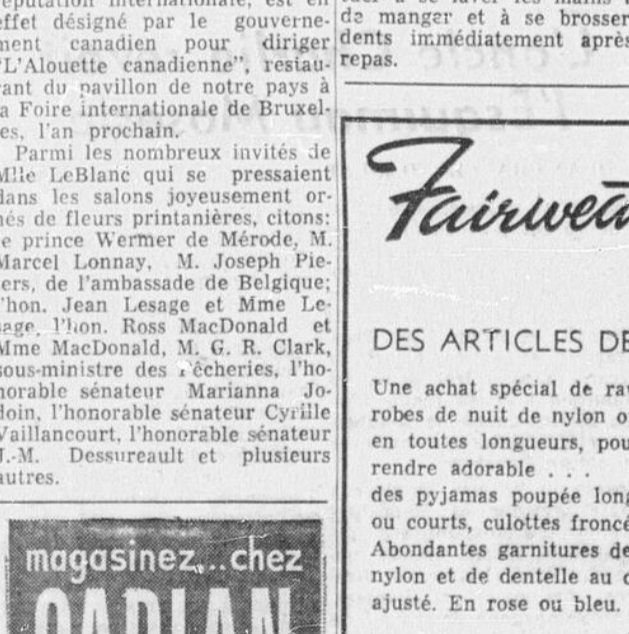 réputation internationale, est en
effet désigné par le gouverne-
ment canadien pour diriger
"L'Alouette canadienne", restau-
rant du pavillon de notre pays à
la Foire internationale de Bruxel-
les, l'an prochain.
Parmi les nombreux invités de
Mlle LeBlanc qui se pressaient
dans les salons joyeusement or-
nés de fleurs printanières, citons:
le prince Wermer de Mérode, M.
Marcel Lonnay, M. Joseph Pie-
ters, de l'ambassade de Belgique;
l'hon. Jean Lesage et Mme Le-
sage, l'hon. Ross MacDonald et
Mme MacDonald, M. G. R. Clark,
sous-ministre des Pêcheries, l'ho-
norable sénateur Marianna Jo-
doin, l'honorable sénateur Cyrille
Vaillancourt, l'honorable sénateur
J.-M. Dessureault et plusieurs
autres.
magasinez...chez
CAPLAN
se laver les mains
de manger et à se brosser
dents immédiatement après
repas.
Fairwea
DES ARTICLES DE
Une achat spécial de ra
robes de nuit de nylon o
en toutes longueurs, pou
rendre adorable . . .
des pyjamas poupée long
ou courts, culottes froncé
Abondantes garnitures de
nylon et de dentelle au
ajusté. En rose ou bleu.